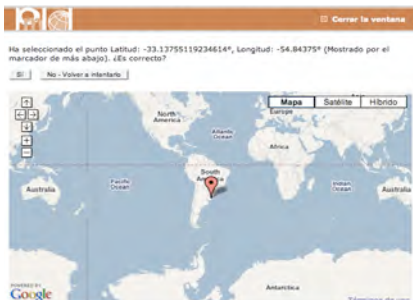 Cerrar la ventana
Ha seleccionado el punto Latitud: -33.13755119234614°, Longitud: -54.84375° (Mostrado por el
marcador de más abajo). ¿Es correcto?
Sí
No - Volver a intentarlo
Mapa
Satélite
Híbrido
North
America
Europe
Atlantic
Ocean
Africa
Pacific
Ocean
South
America
Indian
Ocean
Australia
Australia
POWERED BY
Google
Antarctica